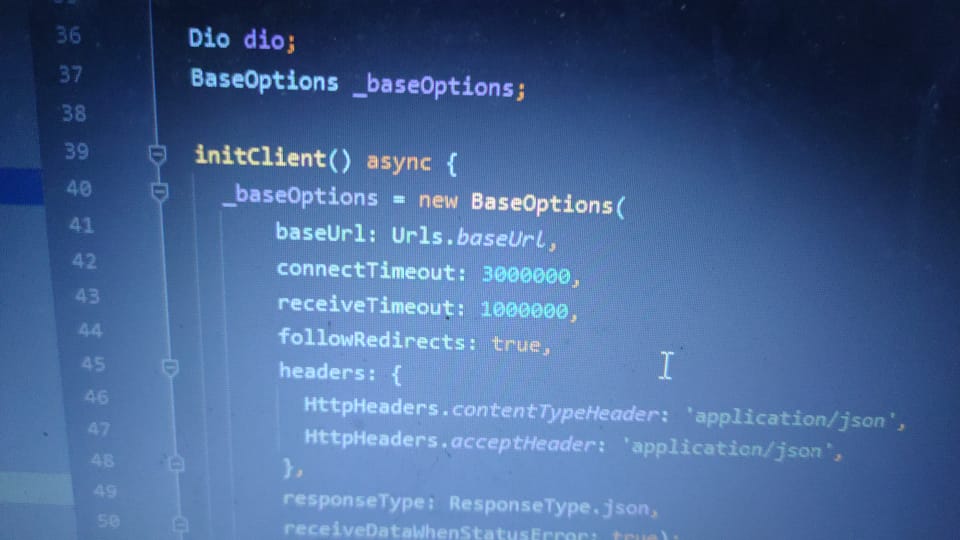 36 Dio dio;
37 BaseOptions _baseOptions;
38
39 initClient() async {
40 _baseOptions = new BaseOptions(
41 baseUrl: Urls.baseUrl,
42 connectTimeout: 3000000,
43 receiveTimeout: 1000000,
44 followRedirects: true,
45 headers: {
46 HttpHeaders.contentTypeHeader: 'application/json',
47 HttpHeaders.acceptHeader: 'application/json',
48 },
49 responseType: ResponseType.json,
50 receiveDataWhenStatusError: true);